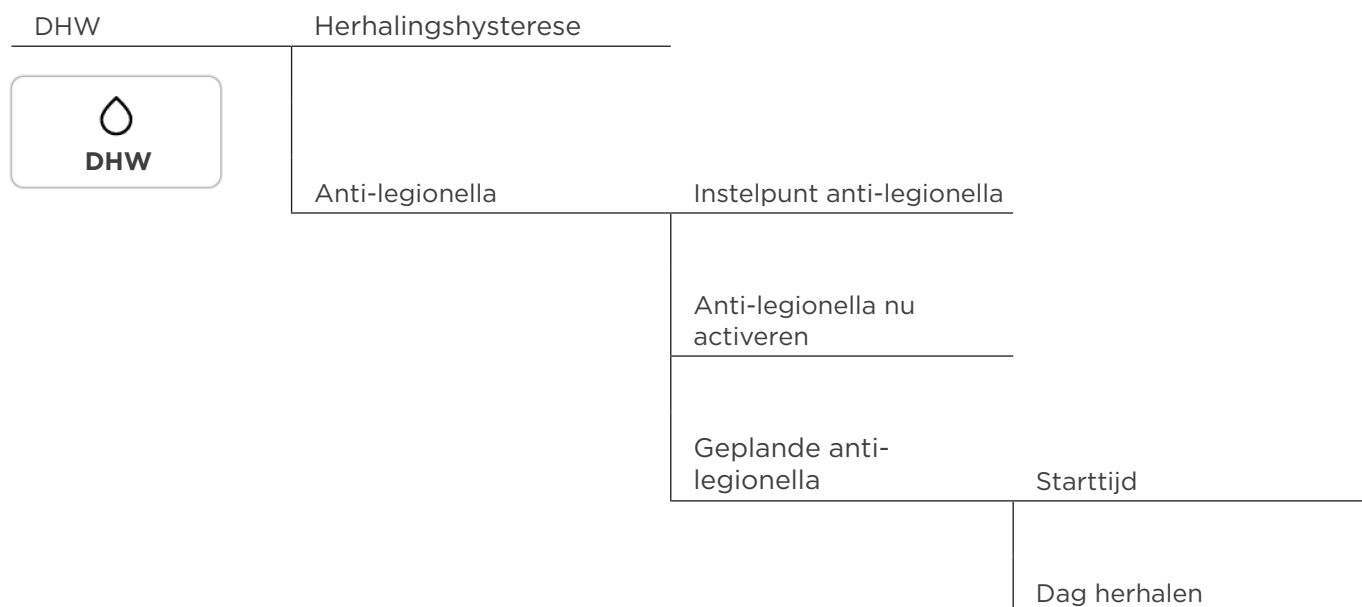 DHW
Herhalingshysterese
DHW
Anti-legionella
Instelpunt anti-legionella
Anti-legionella nu
activeren
Geplande anti-
legionella
Starttijd
Dag herhalen